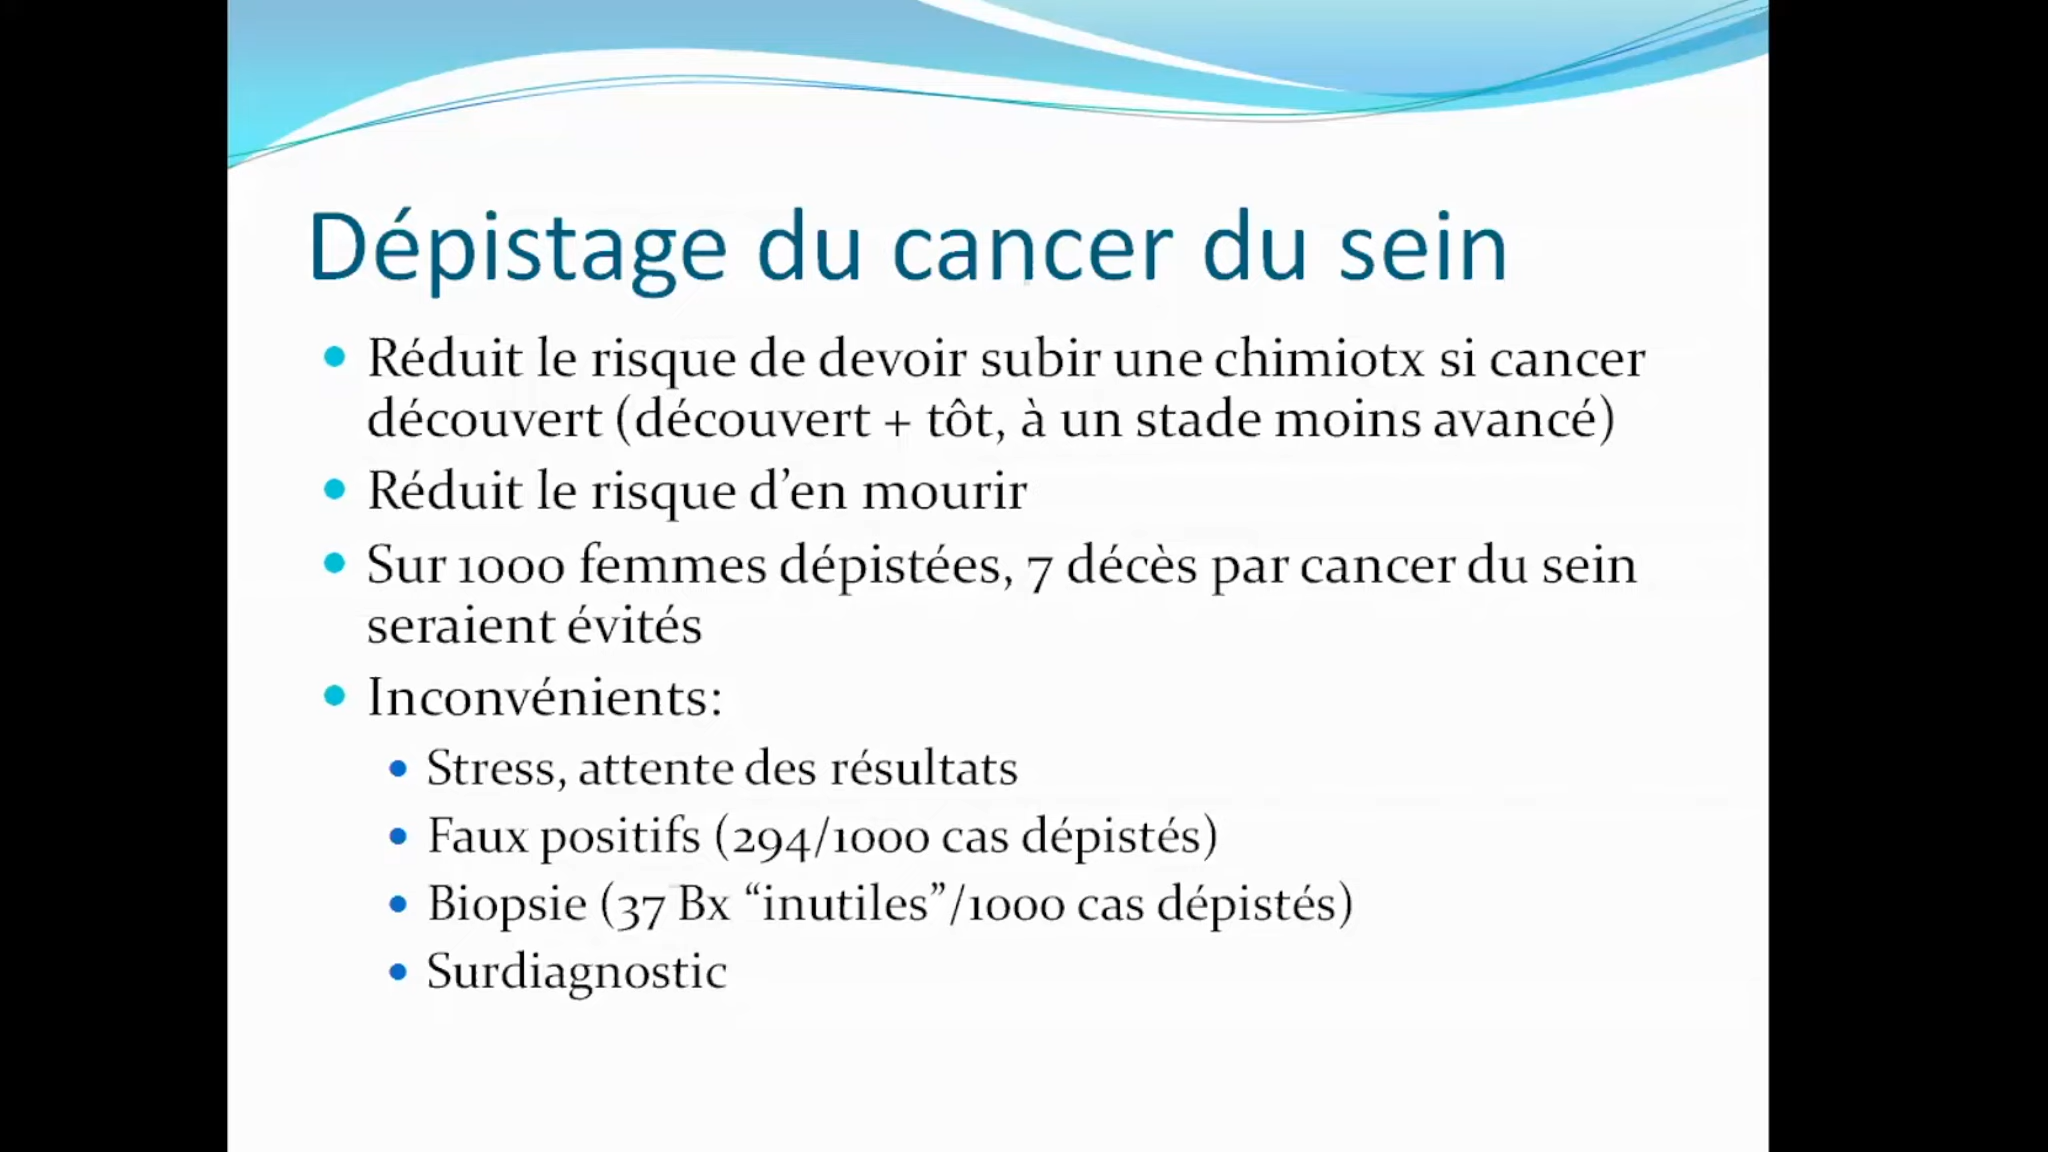 Dépistage du cancer du sein
• Réduit le risque de devoir subir une chimiotx si cancer
découvert (découvert + tôt, à un stade moins avancé)
• Réduit le risque d’en mourir
• Sur 1000 femmes dépistées, 7 décès par cancer du sein
seraient évités
• Inconvénients:
• Stress, attente des résultats
• Faux positifs (294/1000 cas dépistés)
• Biopsie (37 Bx “inutiles”/1000 cas dépistés)
• Surdiagnostic